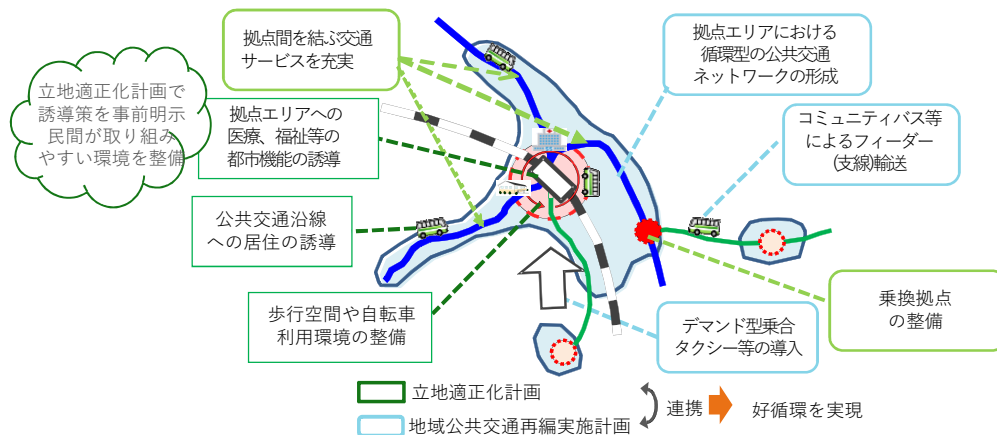 拠点間を結ぶ交通
サービスを充実
拠点エリアにおける
循環型の公共交通
ネットワークの形成
立地適正化計画で
誘導策を事前明示
民間が取り組み
やすい環境を整備
拠点エリアへの
医療、福祉等の
都市機能の誘導
コミュニティバス等
によるフィーダー
(支線)輸送
公共交通沿線
への居住の誘導
歩行空間や自転車
利用環境の整備
デマンド型乗合
タクシー等の導入
乗換拠点
の整備
立地適正化計画
地域公共交通再編実施計画
連携
好循環を実現